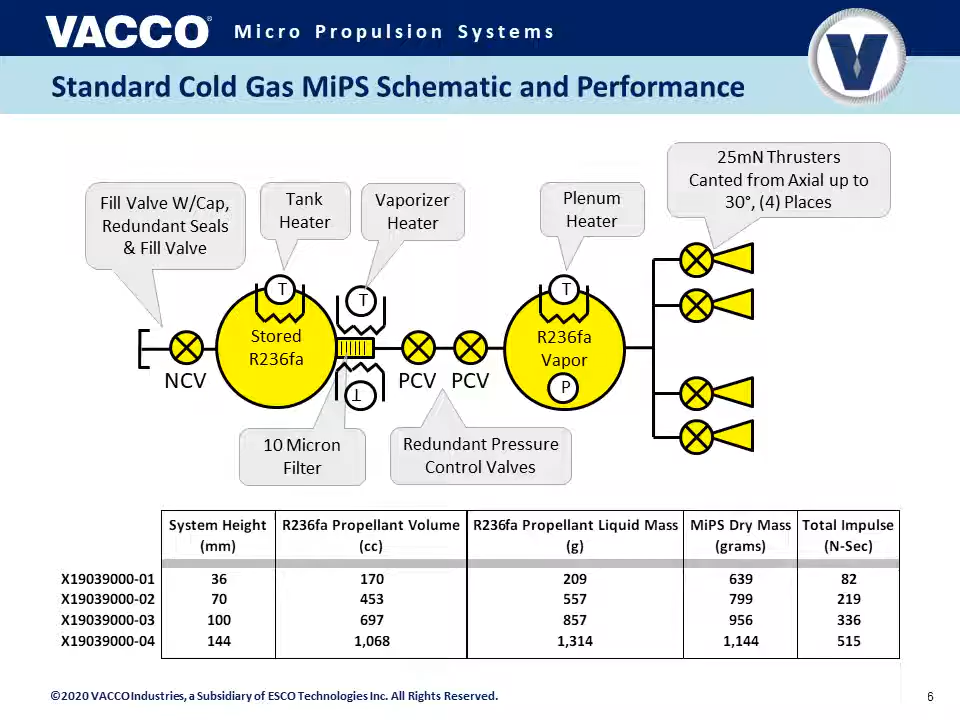 VACCO® Micro Propulsion Systems
V
Standard Cold Gas MiPS Schematic and Performance
25mN Thrusters
Canted from Axial up to
30°, (4) Places
Fill Valve W/Cap,
Redundant Seals
& Fill Valve
Tank
Heater
Vaporizer
Heater
Plenum
Heater
T
T
T
Stored
R236fa
R236fa
Vapor
P
T
NCV
PCV PCV
10 Micron
Filter
Redundant Pressure
Control Valves
System Height R236fa Propellant Volume R236fa Propellant Liquid Mass MiPS Dry Mass Total Impulse
(mm) (cc) (g) (grams) (N-Sec)
X19039000-01 36 170 209 639 82
X19039000-02 70 453 557 799 219
X19039000-03 100 697 857 956 336
X19039000-04 144 1,068 1,314 1,144 515
©2020 VACCO Industries, a Subsidiary of ESCO Technologies Inc. All Rights Reserved.
6